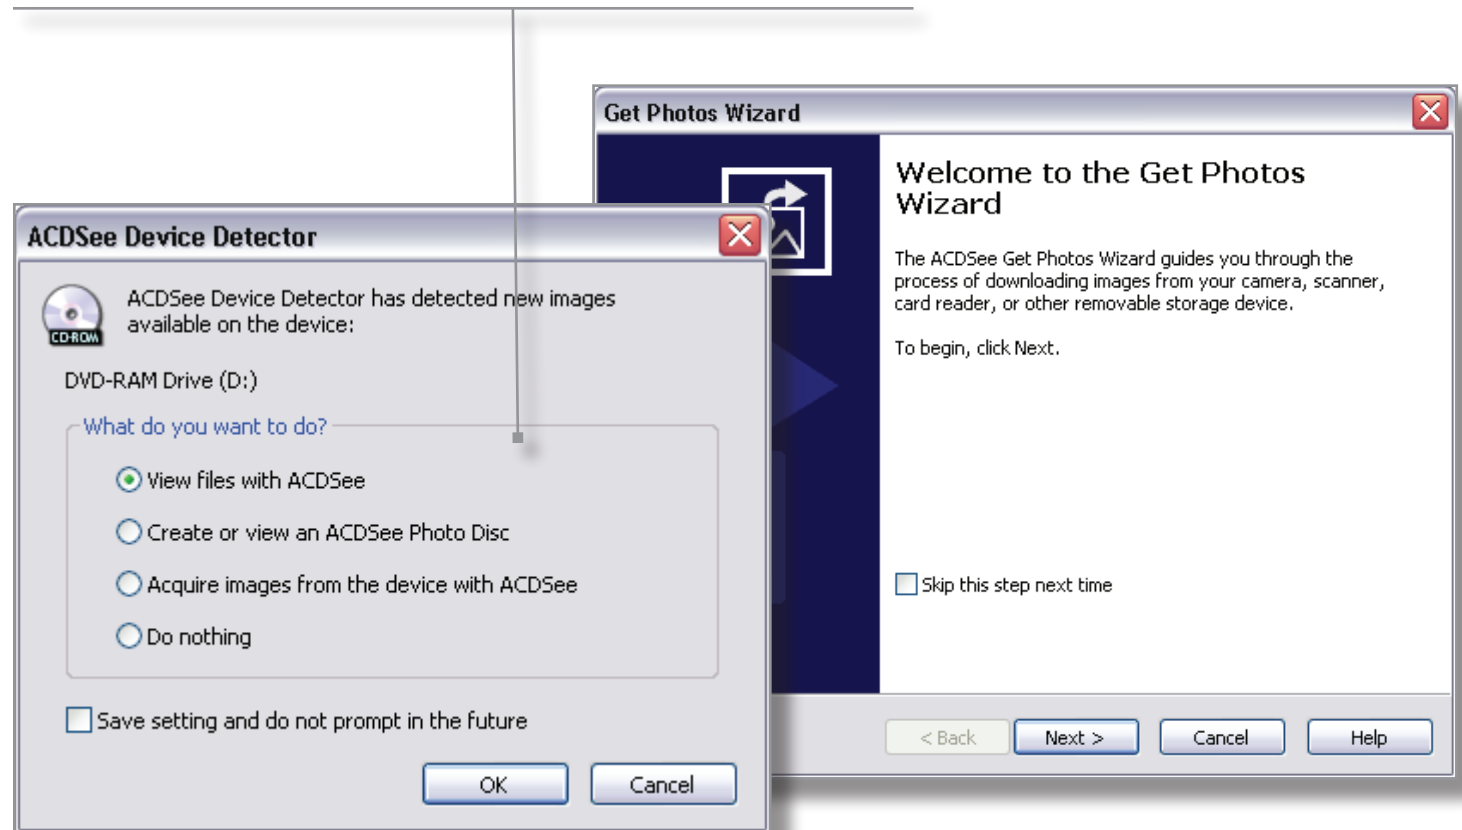 Get Photos Wizard
Welcome to the Get Photos
Wizard
The ACDSee Get Photos Wizard guides you through the
process of downloading images from your camera, scanner,
card reader, or other removable storage device.
To begin, click Next.
Skip this step next time
< Back
Next >
Cancel
Help
ACDSee Device Detector
CD-ROM
ACDSee Device Detector has detected new images
available on the device:
DVD-RAM Drive (D:)
What do you want to do?
View files with ACDSee
Create or view an ACDSee Photo Disc
Acquire images from the device with ACDSee
Do nothing
Save setting and do not prompt in the future
OK
Cancel